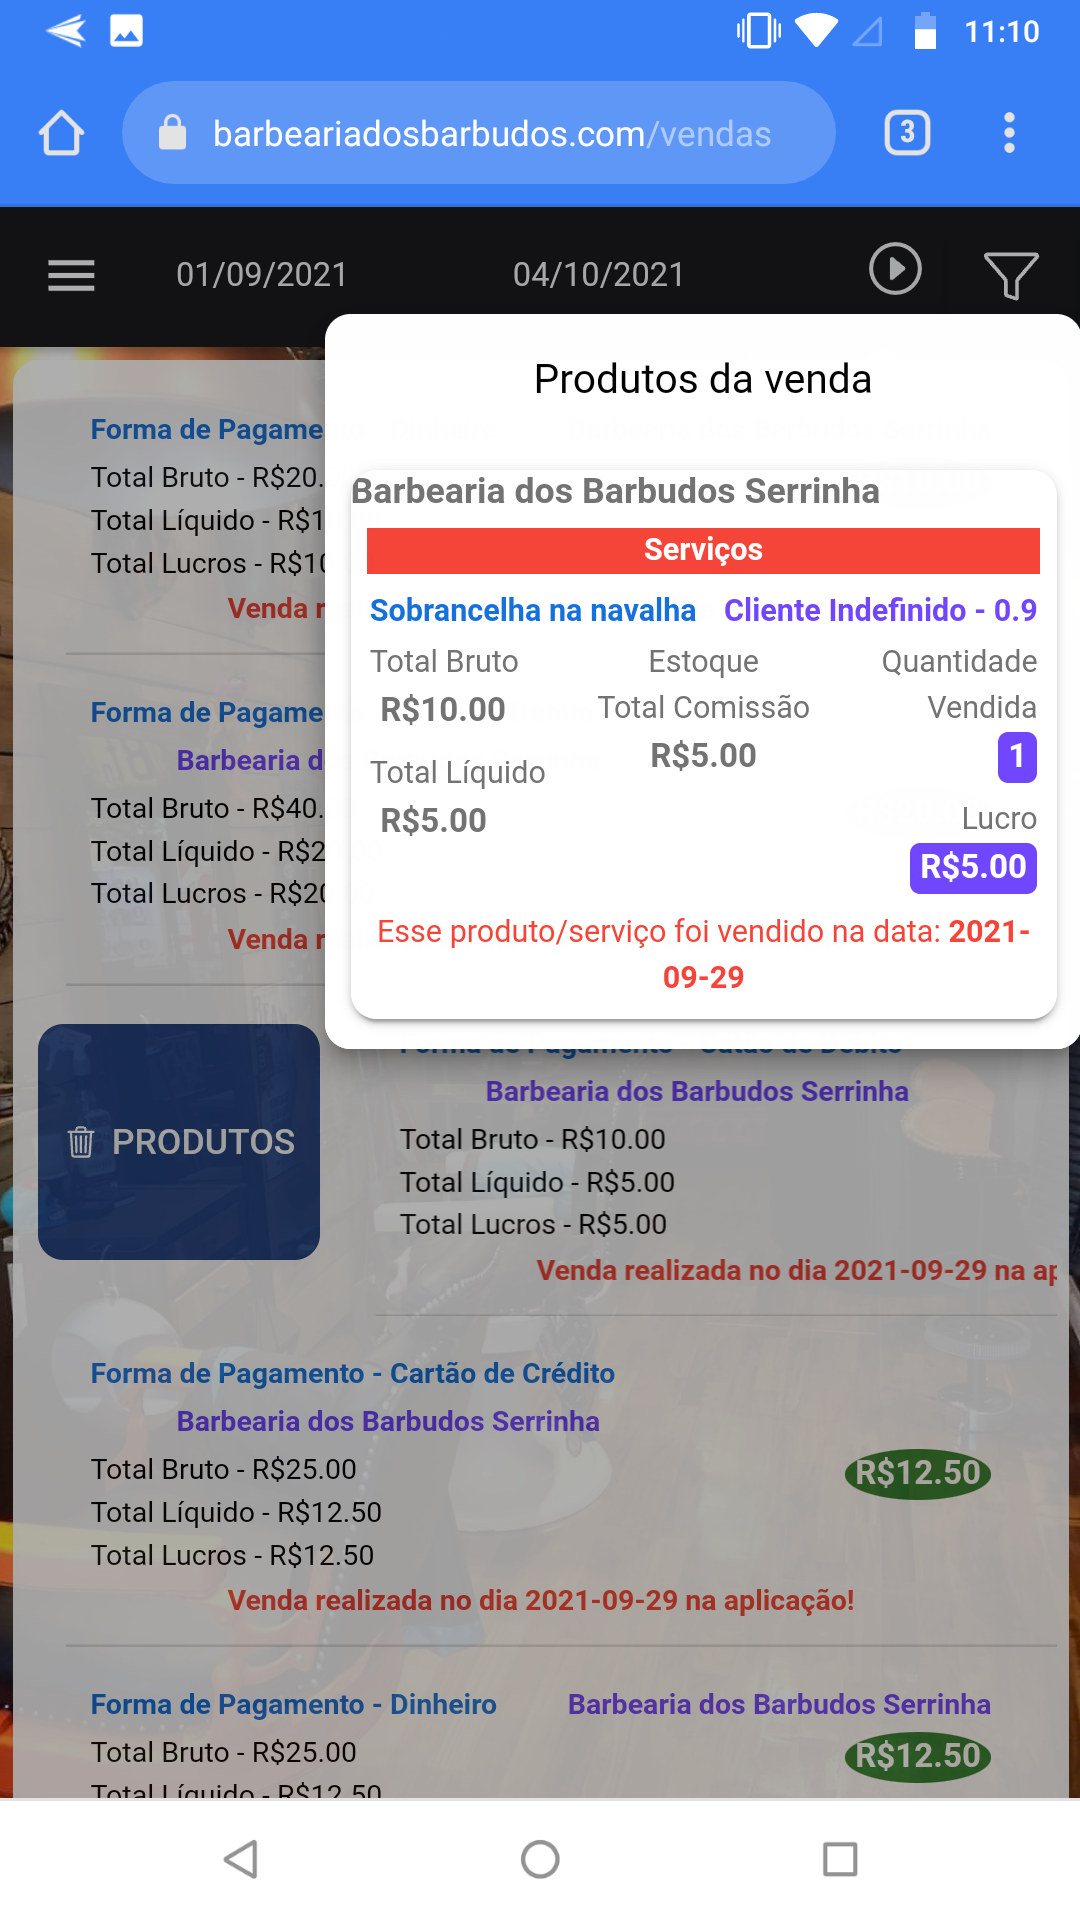 11:10
barbeariadosbarbudos.com/vendas
3
01/09/2021
04/10/2021
Produtos da venda
Barbearia dos Barbudos Serrinha
Serviços
Sobrancelha na navalha
Cliente Indefinido - 0.9
Total Bruto
R$10.00
Total Líquido
R$5.00
Estoque
Total Comissão
R$5.00
Quantidade
Vendida
1
Lucro
R$5.00
Esse produto/serviço foi vendido na data: 2021-
09-29
Forma de Pagame
Total Bruto - R$20.
Total Líquido - R$1
Total Lucros - R$10
Venda r
Forma de Pagame
Barbearia d
Total Bruto - R$40.
Total Líquido - R$2
Total Lucros - R$20
Venda r
PRODUTOS
Barbearia dos Barbudos Serrinha
Total Bruto - R$10.00
Total Líquido - R$5.00
Total Lucros - R$5.00
Venda realizada no dia 2021-09-29 na ap
Forma de Pagamento - Cartão de Crédito
Barbearia dos Barbudos Serrinha
Total Bruto - R$25.00
R$12.50
Total Líquido - R$12.50
Total Lucros - R$12.50
Venda realizada no dia 2021-09-29 na aplicação!
Forma de Pagamento - Dinheiro
Barbearia dos Barbudos Serrinha
Total Bruto - R$25.00
R$12.50
Total Líquido - R$12.50